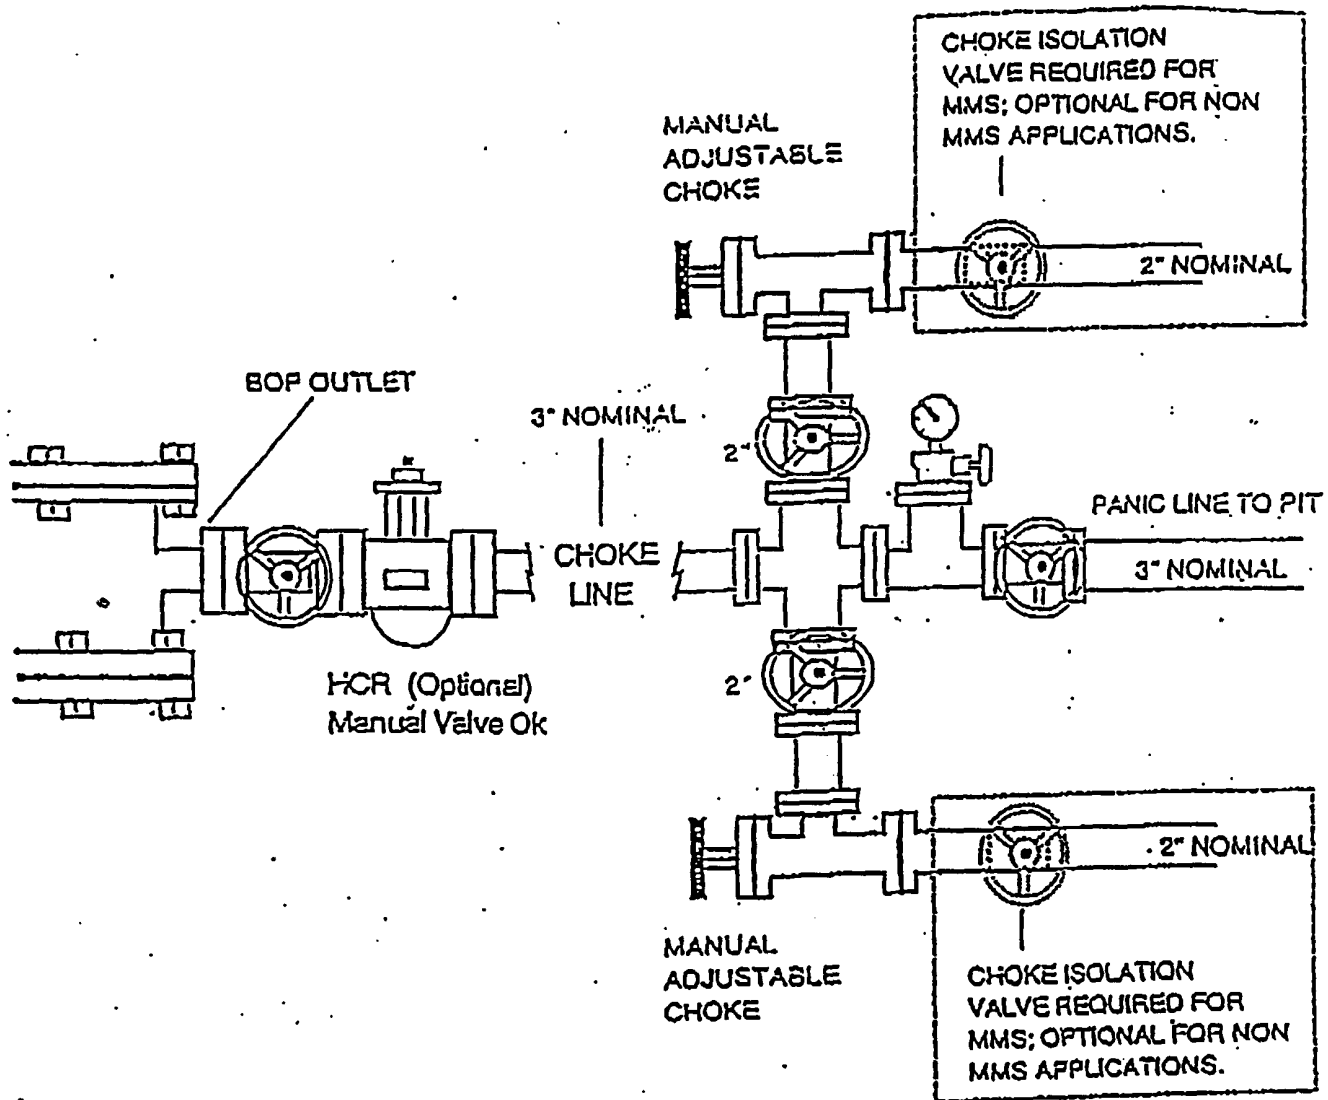 CHOKE ISOLATION
VALVE REQUIRED FOR
MMS; OPTIONAL FOR NON
MMS APPLICATIONS.
MANUAL
ADJUSTABLE
CHOKE
2" NOMINAL
BOP OUTLET
3" NOMINAL
2"
PANIC LINE TO PIT
3" NOMINAL
CHOKE
LINE
HCR (Optional)
Manual Valve Ok
2"
2" NOMINAL
MANUAL
ADJUSTABLE
CHOKE
CHOKE ISOLATION
VALVE REQUIRED FOR
MMS; OPTIONAL FOR NON
MMS APPLICATIONS.